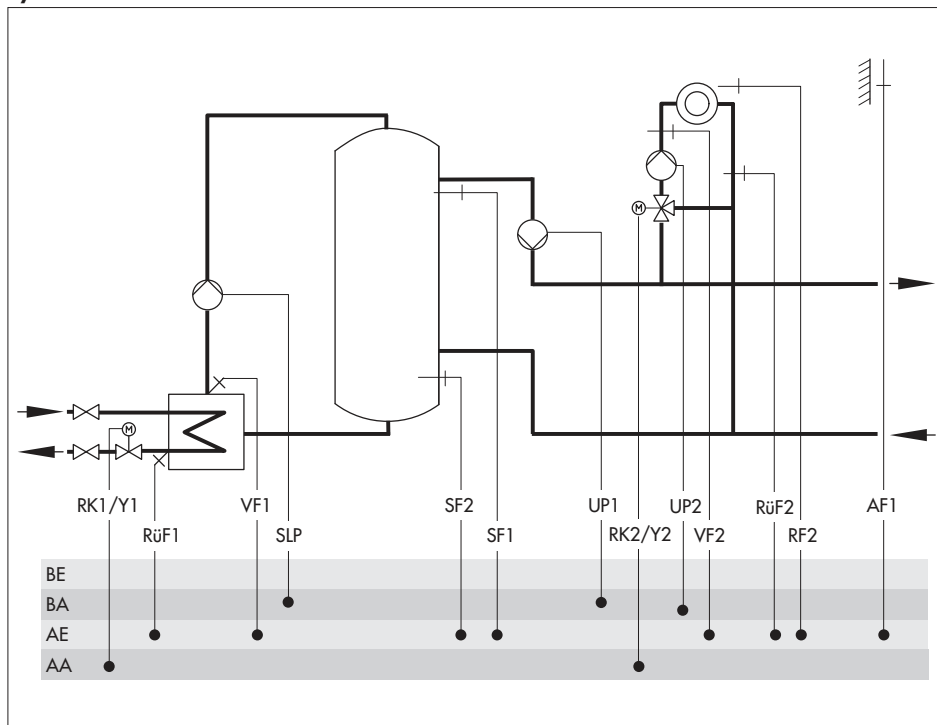 M
M
RK1/Y1
VF1
SF2
UP1
UP2
RüF2
AF1
RüF1
SLP
SF1
RK2/Y2
VF2
RF2
BE
BA
AE
AA